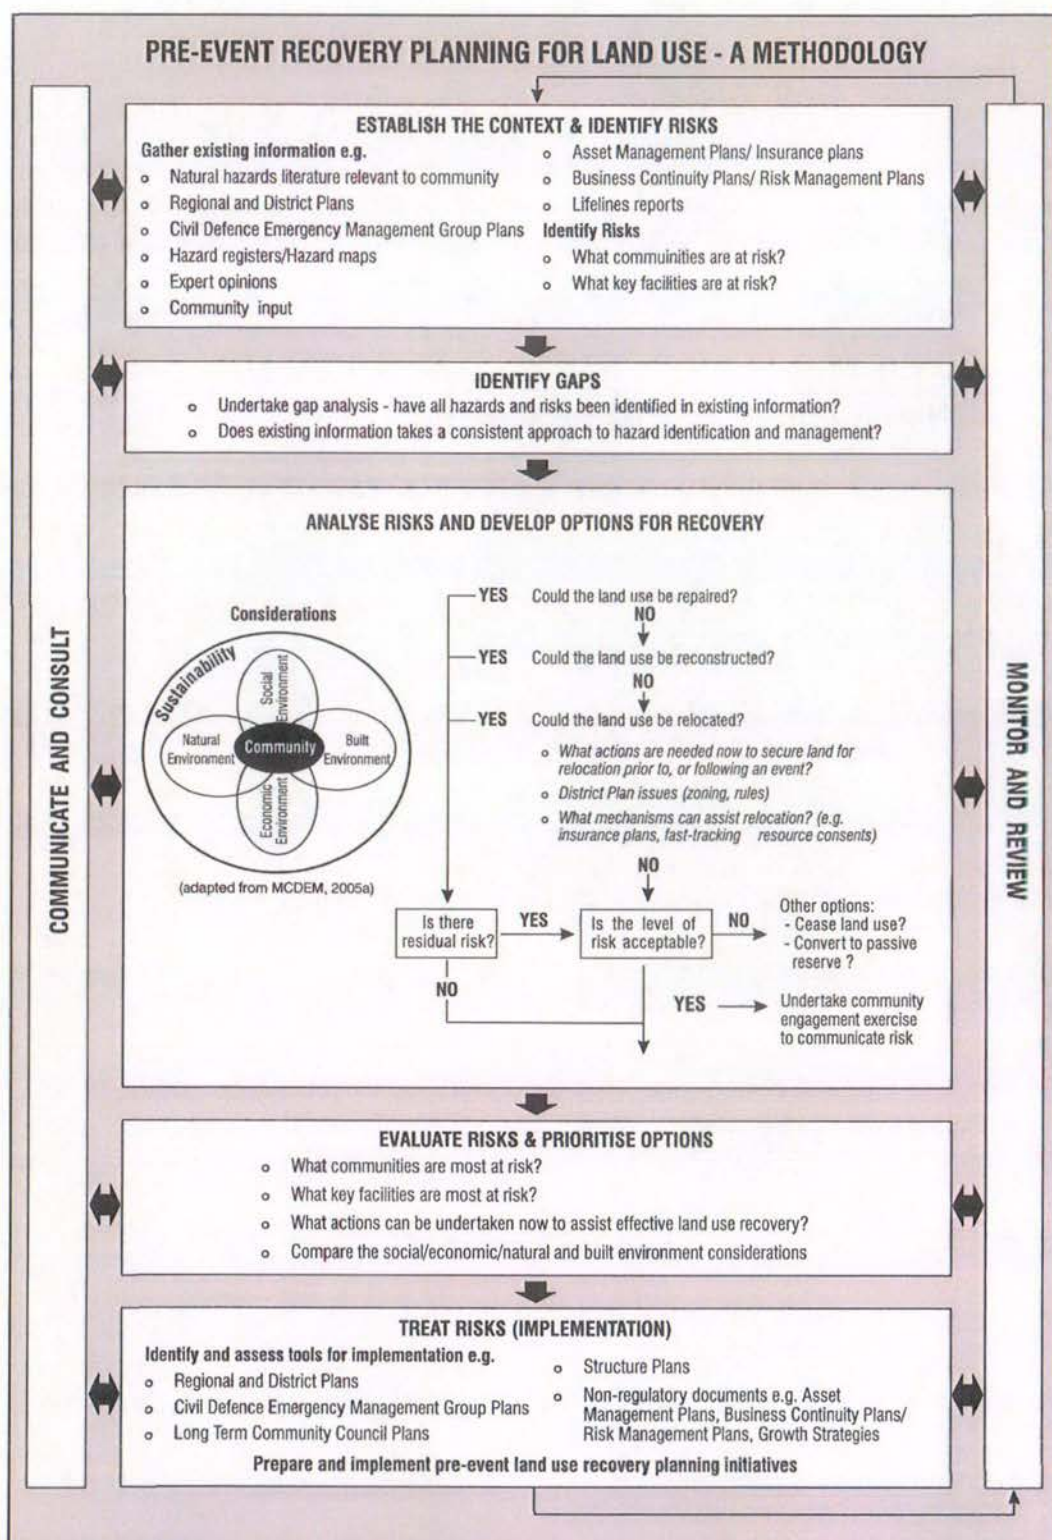 PRE-EVENT RECOVERY PLANNING FOR LAND USE - A METHODOLOGY
COMMUNICATE AND CONSULT
MONITOR AND REVIEW
ESTABLISH THE CONTEXT & IDENTIFY RISKS
Gather existing information e.g.
o Natural hazards literature relevant to community
o Regional and District Plans
o Civil Defence Emergency Management Group Plans
o Hazard registers/Hazard maps
o Expert opinions
o Community input
o Asset Management Plans/ Insurance plans
o Business Continuity Plans/ Risk Management Plans
o Lifelines reports
Identify Risks
o What commuinities are at risk?
o What key facilities are at risk?
IDENTIFY GAPS
o Undertake gap analysis - have all hazards and risks been identified in existing information?
o Does existing information takes a consistent approach to hazard identification and management?
ANALYSE RISKS AND DEVELOP OPTIONS FOR RECOVERY
Considerations
Sustainability
Social
Environment
Natural
Environment
Community
Built
Environment
Economic
Environment
(adapted from MCDEM, 2005a)
YES Could the land use be repaired?
NO
YES Could the land use be reconstructed?
NO
YES Could the land use be relocated?
o What actions are needed now to secure land for
relocation prior to, or following an event?
o District Plan issues (zoning, rules)
o What mechanisms can assist relocation? (e.g.
insurance plans, fast-tracking resource consents)
NO
Is there
residual risk?
YES
Is the level of
risk acceptable?
NO
Other options:
- Cease land use?
- Convert to passive
reserve ?
NO
YES
Undertake community
engagement exercise
to communicate risk
EVALUATE RISKS & PRIORITISE OPTIONS
o What communities are most at risk?
o What key facilities are most at risk?
o What actions can be undertaken now to assist effective land use recovery?
o Compare the social/economic/natural and built environment considerations
TREAT RISKS (IMPLEMENTATION)
Identify and assess tools for implementation e.g.
o Regional and District Plans
o Civil Defence Emergency Management Group Plans
o Long Term Community Council Plans
o Structure Plans
o Non-regulatory documents e.g. Asset
Management Plans, Business Continuity Plans/
Risk Management Plans, Growth Strategies
Prepare and implement pre-event land use recovery planning initiatives